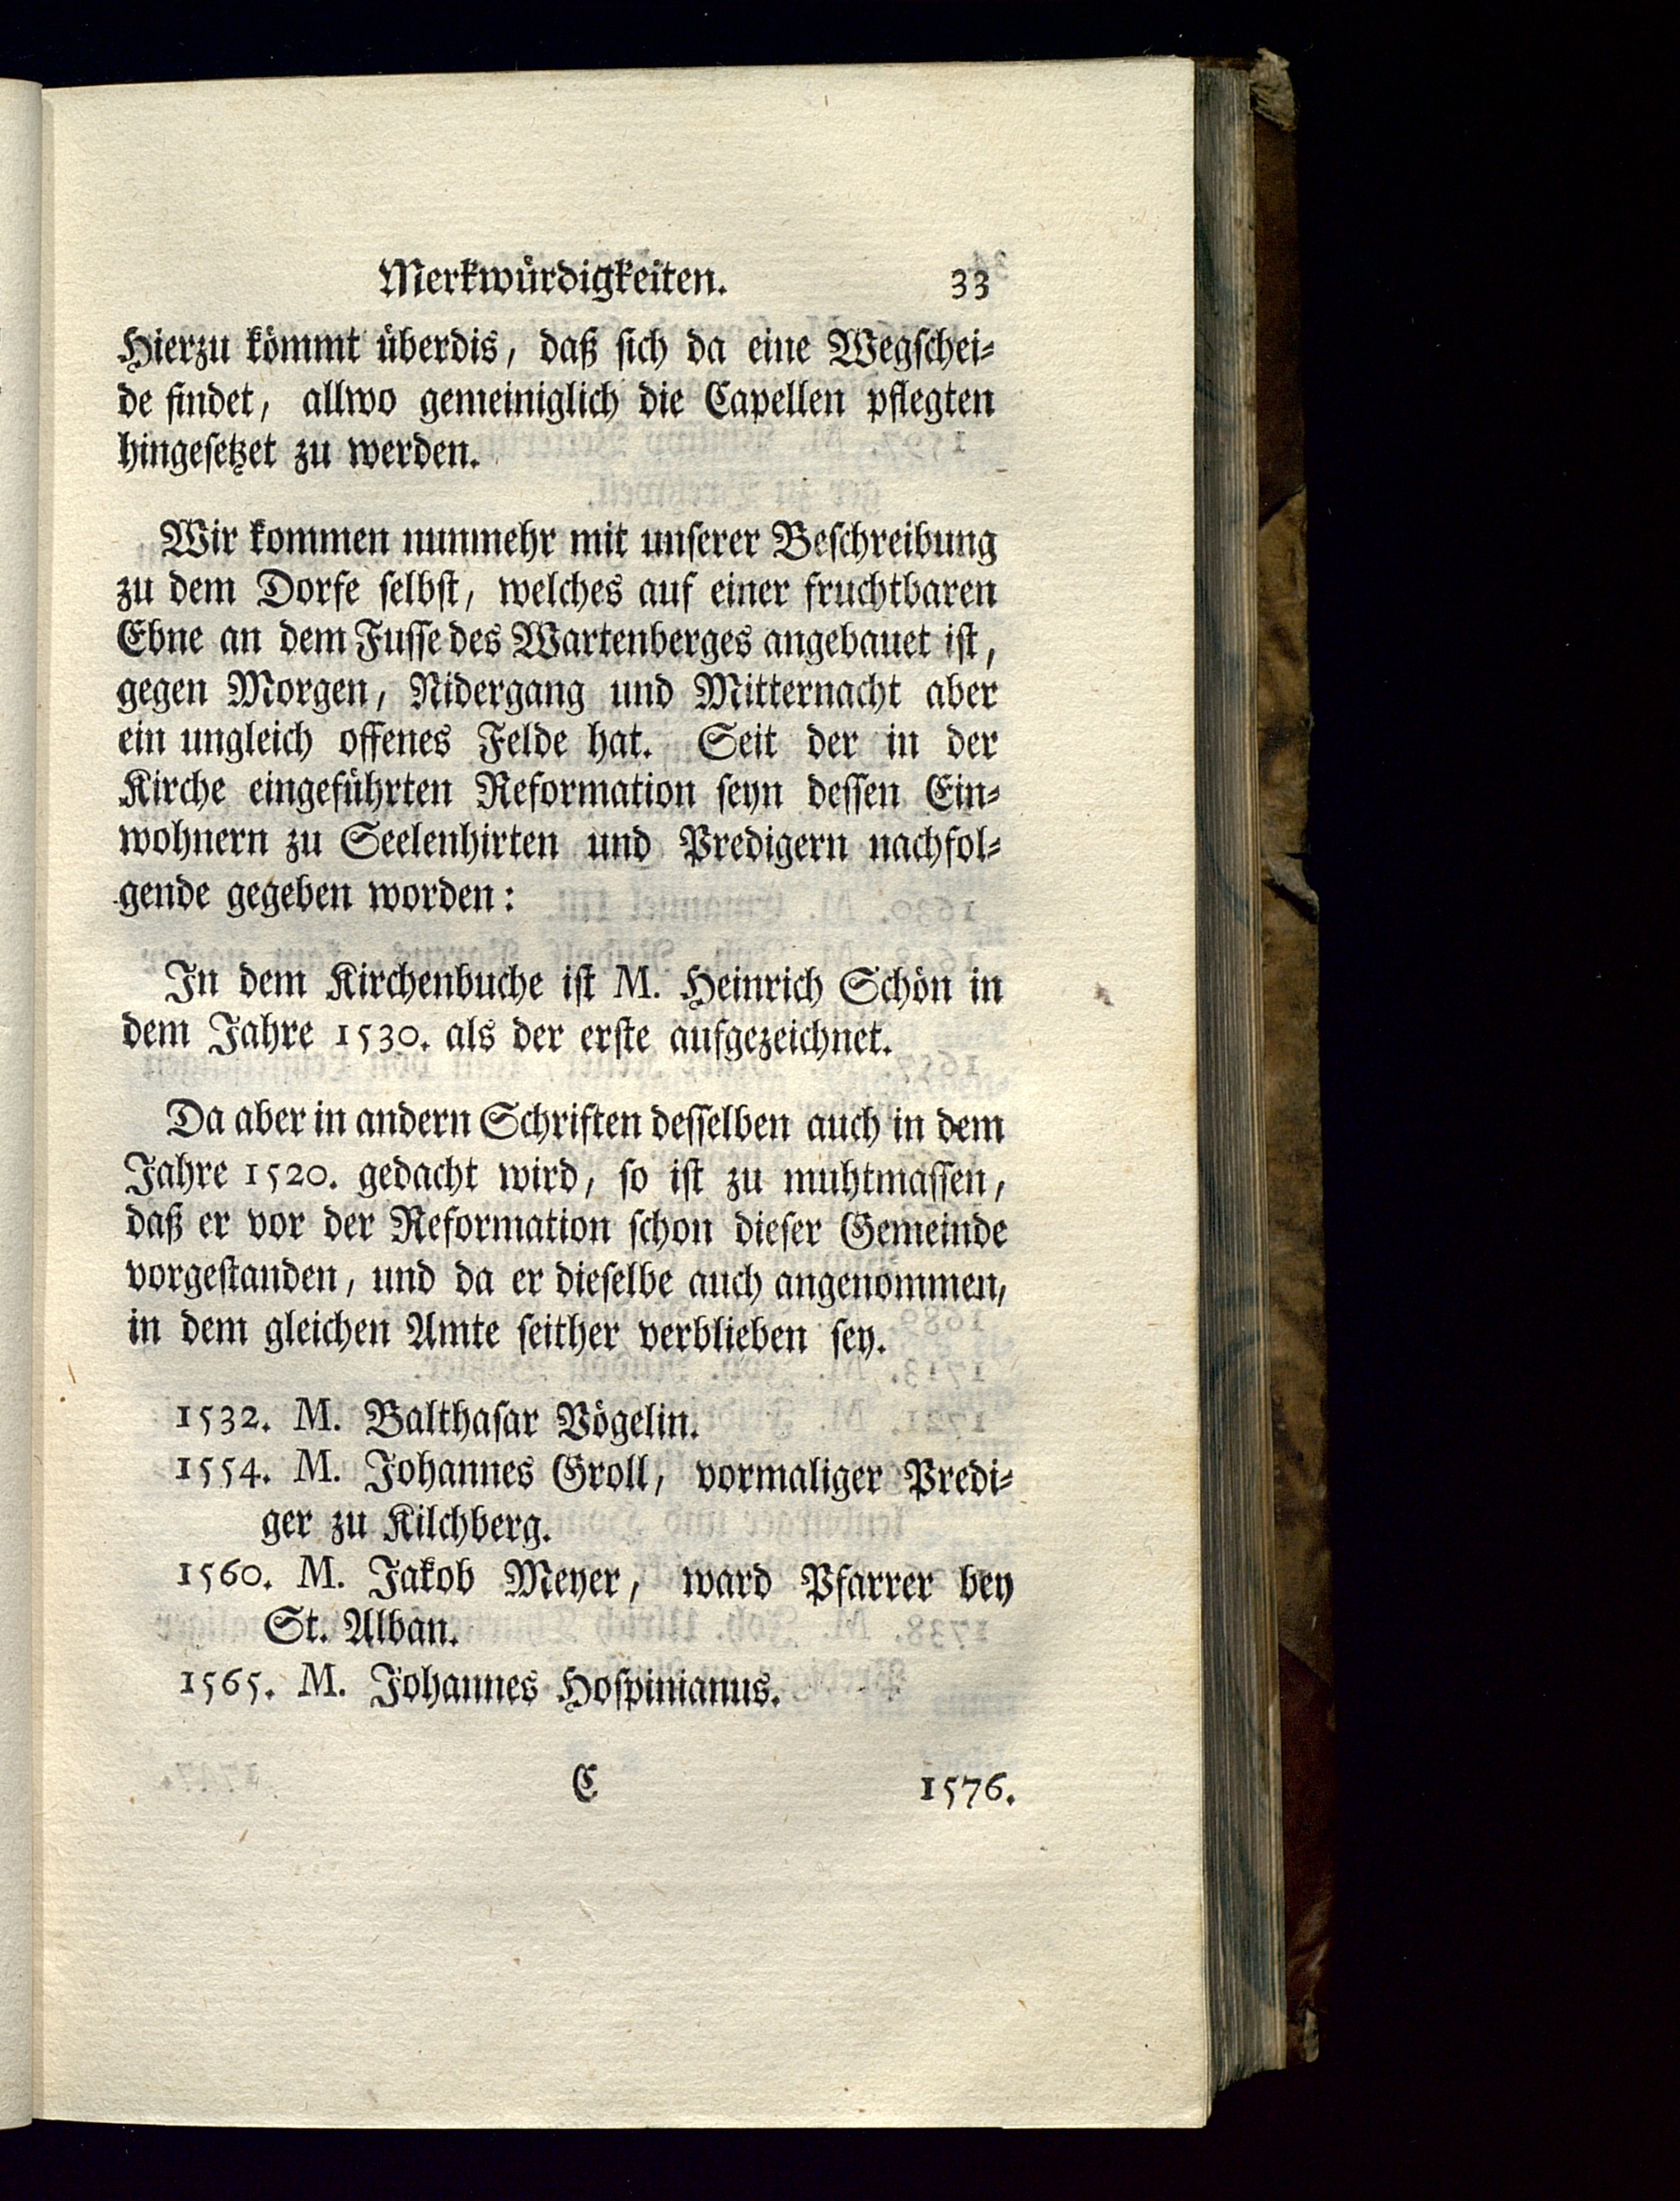 Merkwürdigkeiten. 33
Hierzu kömmt überdis, daß sich da eine Wegschei=
de findet, allwo gemeiniglich die Capellen pflegten
hingesetzet zu werden.
Wir kommen nunmehr mit unserer Beschreibung
zu dem Dorfe selbst, welches auf einer fruchtbaren
Ebne an dem Fusse des Wartenberges angebauet ist,
gegen Morgen, Nidergang und Mitternacht aber
ein ungleich offenes Felde hat. Seit der in der
Kirche eingeführten Reformation seyn dessen Ein=
wohnern zu Seelenhirten und Predigern nachfol=
gende gegeben worden:
In dem Kirchenbuche ist M. Heinrich Schön in
dem Jahre 1530. als der erste aufgezeichnet.
Da aber in andern Schriften desselben auch in dem
Jahre 1520. gedacht wird, so ist zu muhtmassen,
daß er vor der Reformation schon dieser Gemeinde
vorgestanden, und da er dieselbe auch angenommen,
in dem gleichen Amte seither verblieben sey.
1532. M. Balthasar Vögelin.
1554. M. Johannes Groll, vormaliger Predi=
ger zu Kilchberg.
1560. M. Jakob Meyer, ward Pfarrer bey
St. Alban.
1565. M. Johannes Hospinianus.
C 1576.